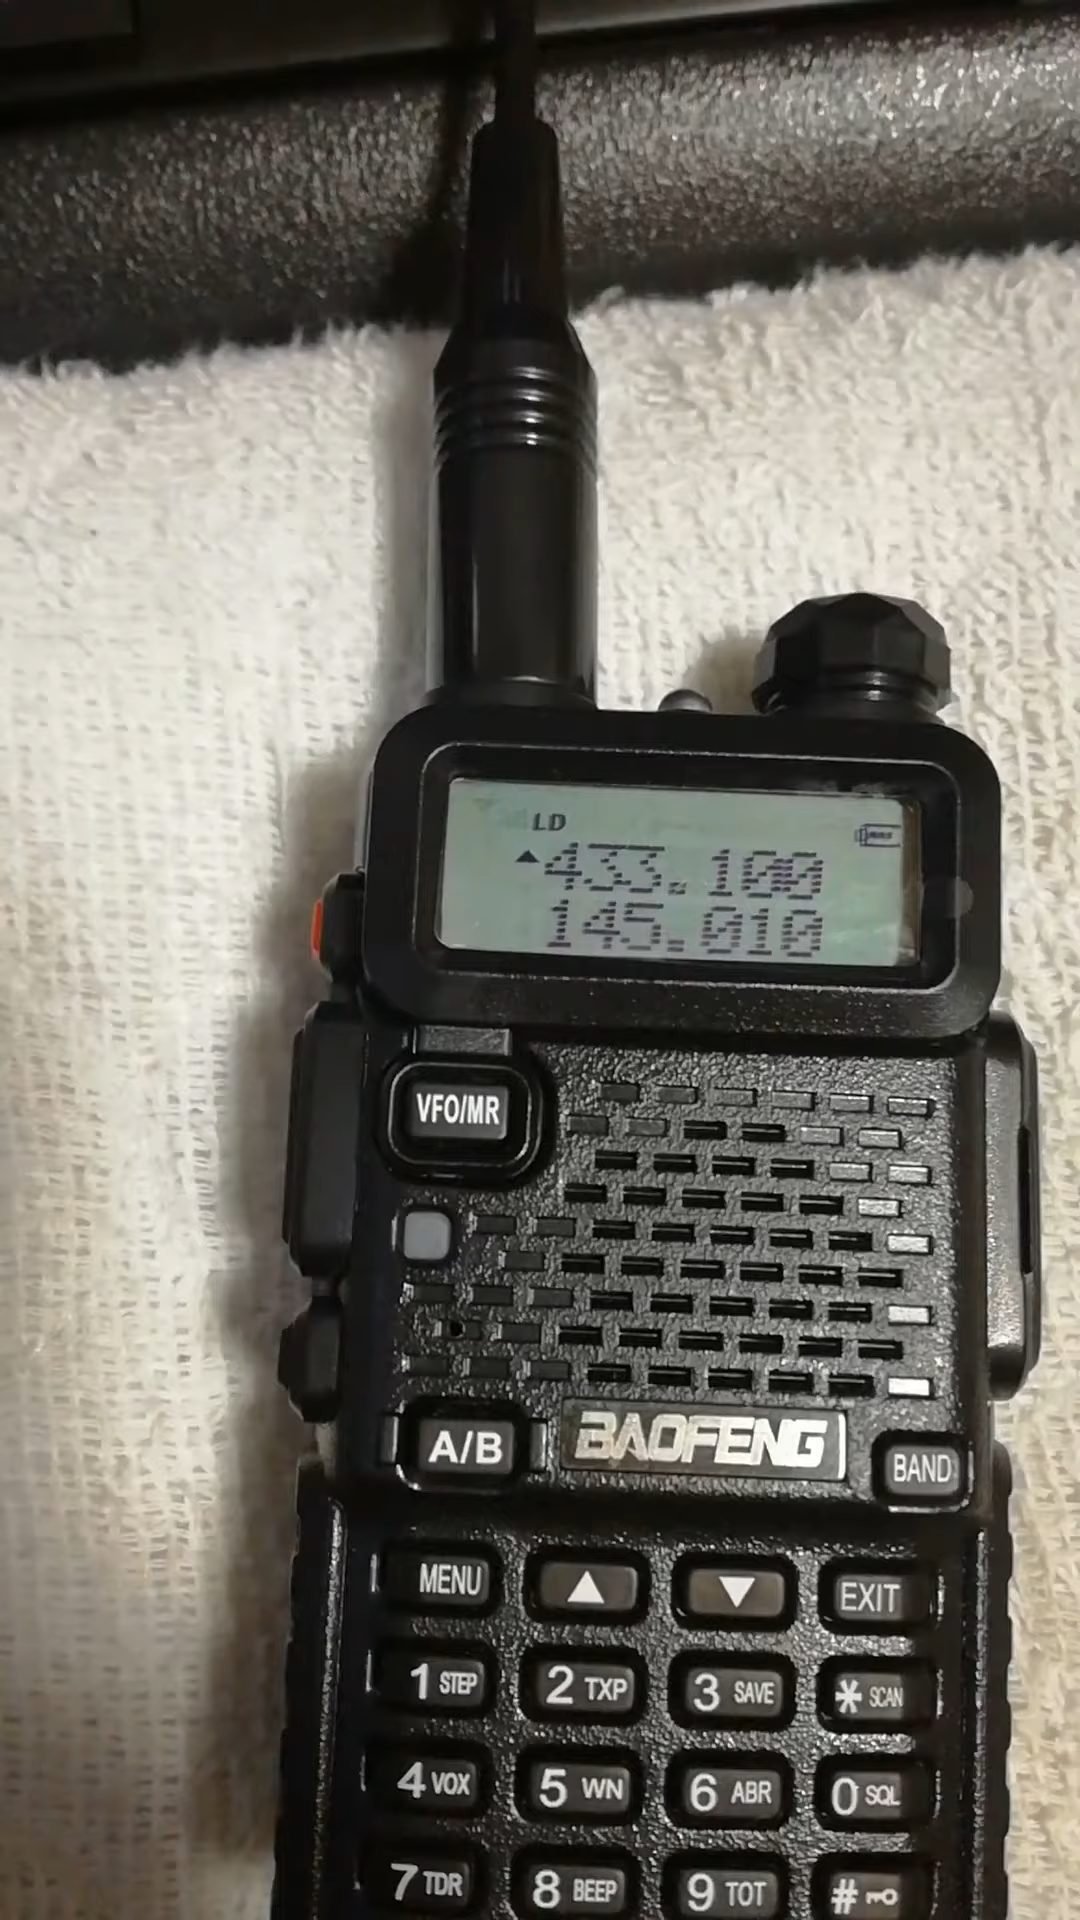 LD
▲433.100
145.010
VFO/MR
A/B
BAOFENG
BAND
MENU ▲ ▼ EXIT
1 STEP 2 TXP 3 SAVE * SCAN
4 VOX 5 WN 6 ABR 0 SQL
7 TDR 8 BEEP 9 TOT #